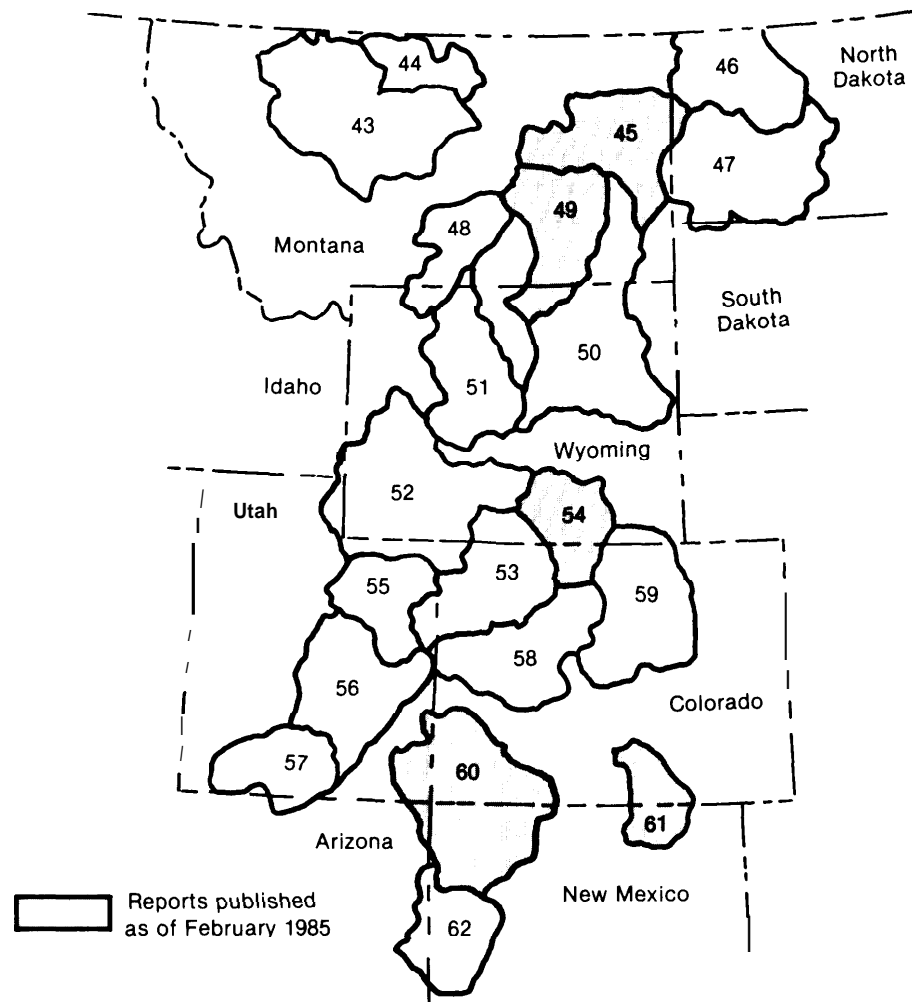 44
46
North
Dakota
43
45
47
49
48
Montana
South
Dakota
50
Idaho
51
Wyoming
52
Utah
54
53
55
59
58
56
Colorado
57
60
61
Arizona
New Mexico
Reports published
as of February 1985
62